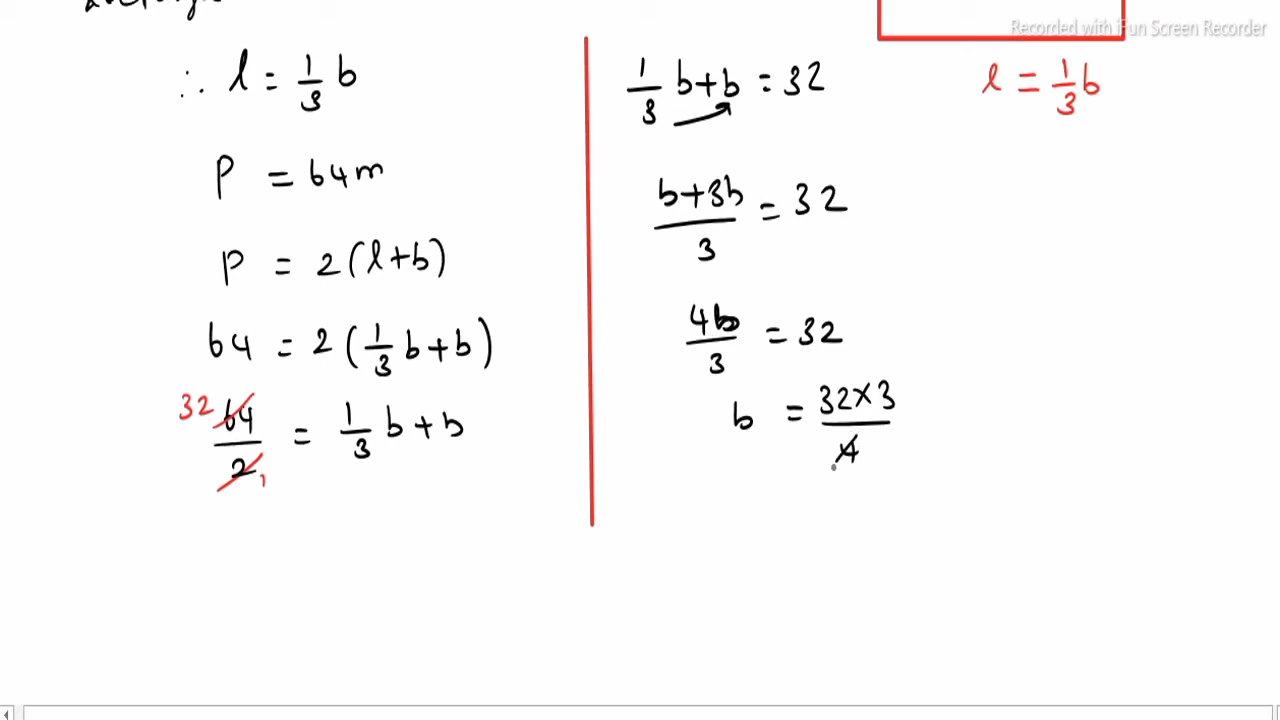 Recorded with iFun Screen Recorder
∴ l = 1/3 b
P = 64m
P = 2(l+b)
64 = 2(1/3 b+b)
32 64/2 1 = 1/3 b+b
1/3 b+b = 32
b+3b/3 = 32
4b/3 = 32
b = 32×3/4
l = 1/3 b